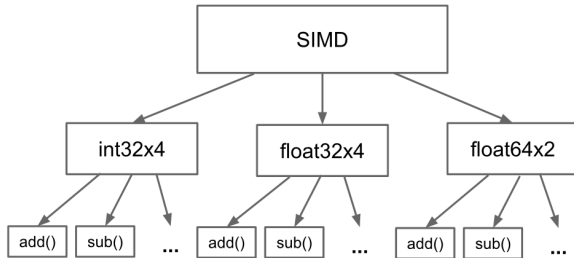 SIMD
int32x4 float32x4 float64x2
add() sub() ... add() sub() ... add() sub() ...